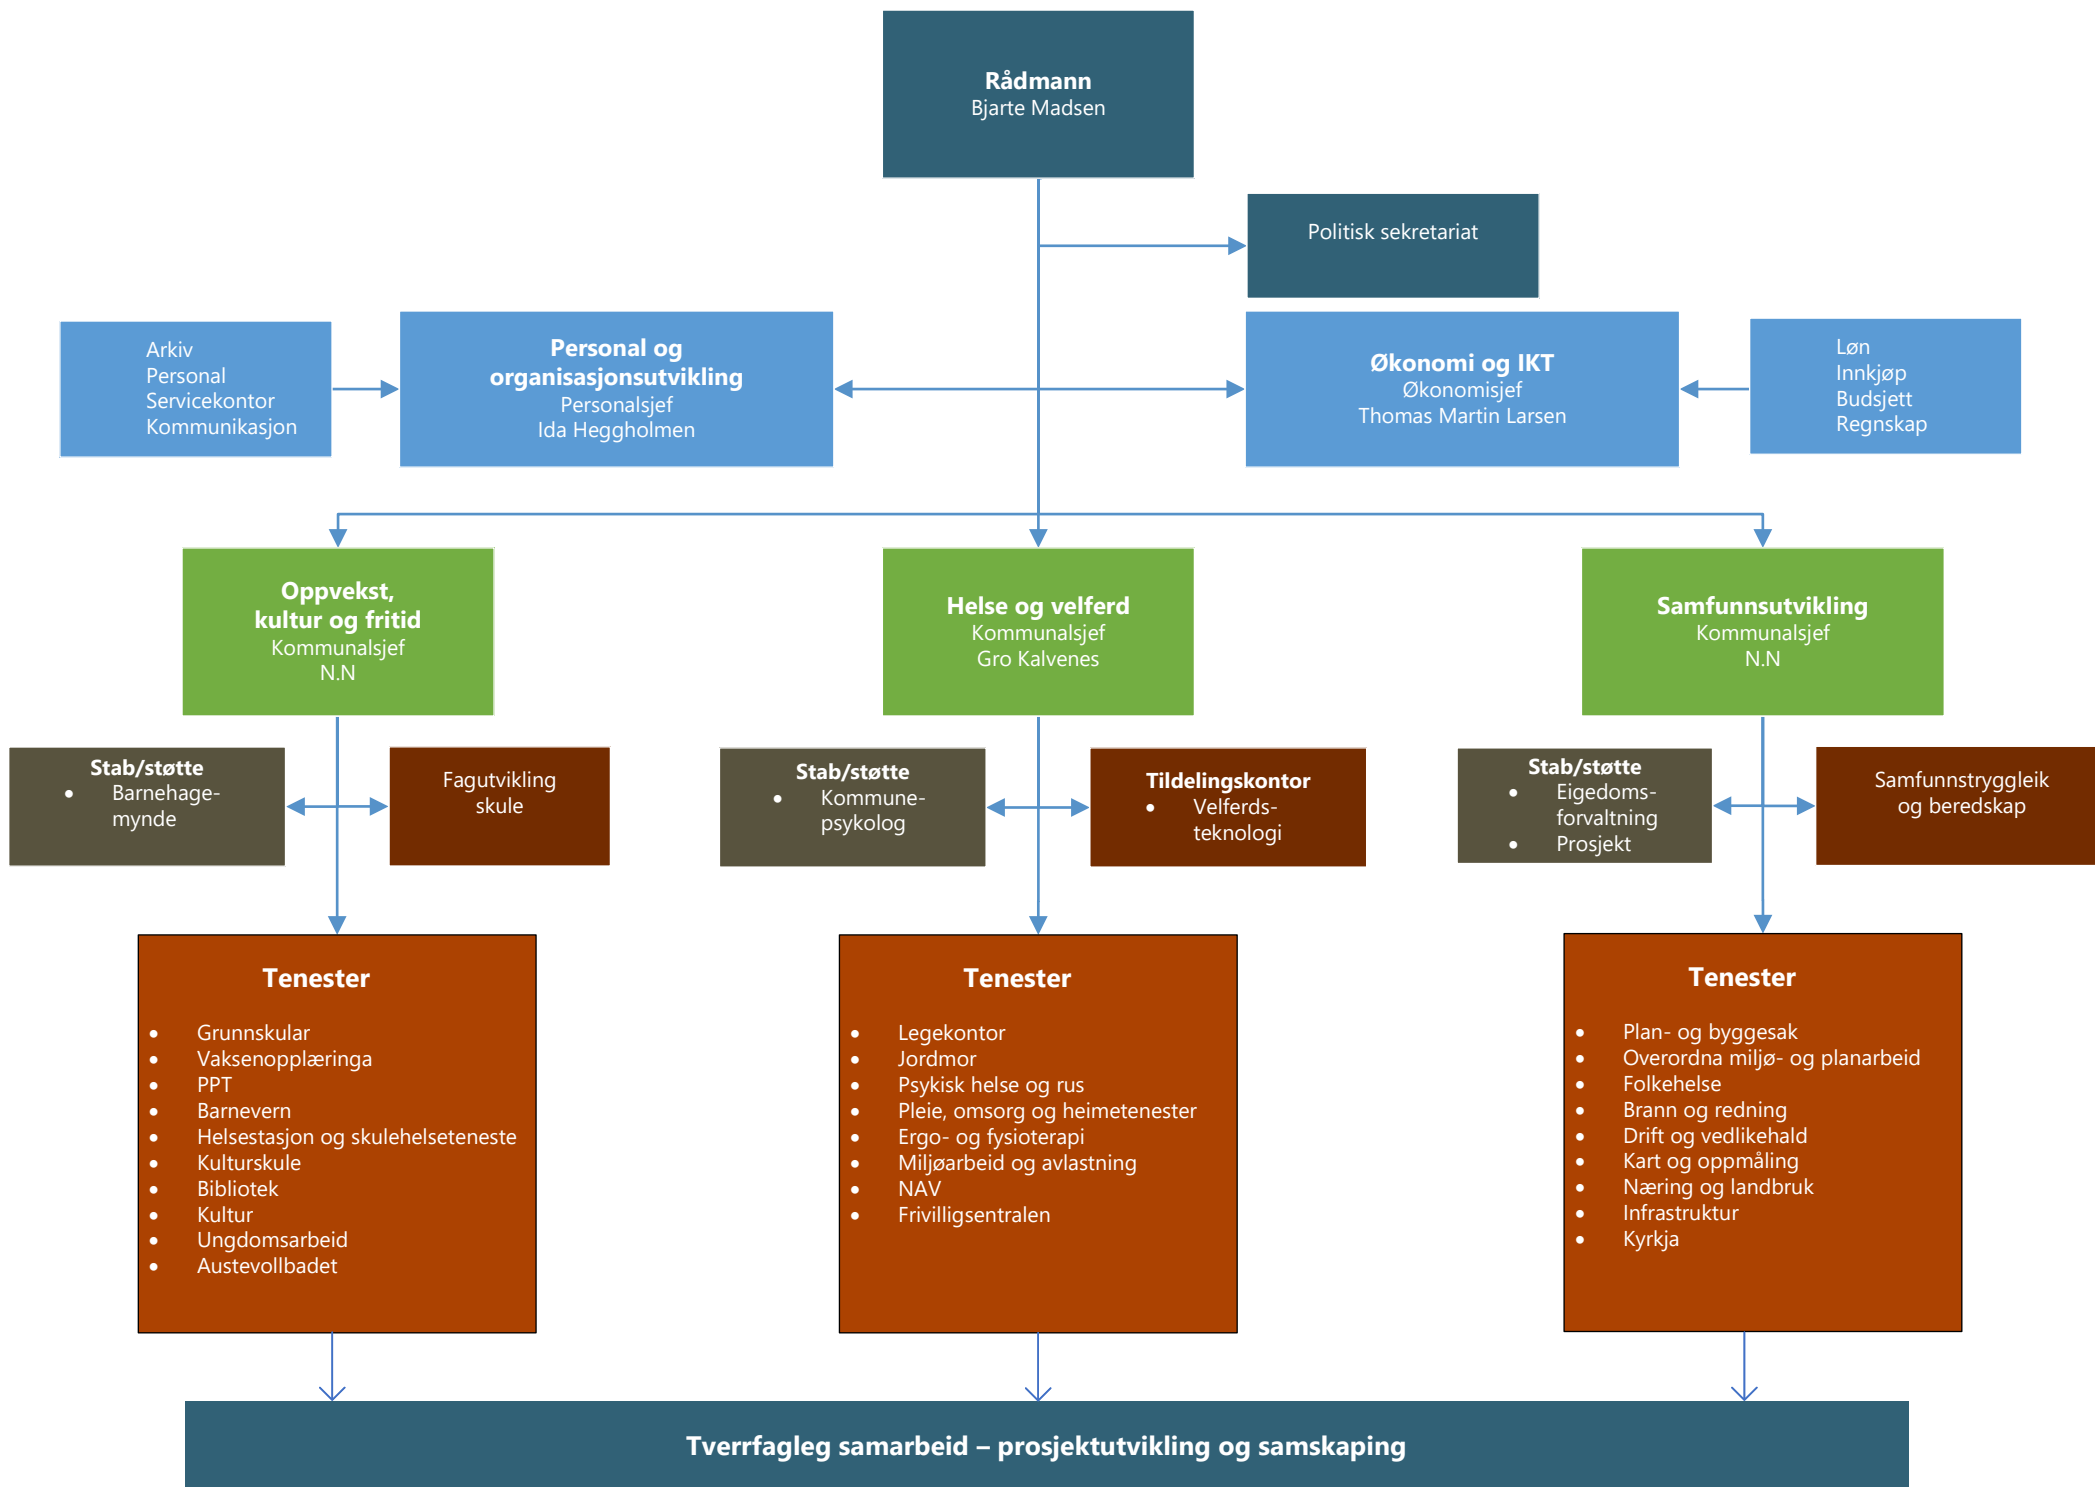 Rådmann
Bjarte Madsen
Politisk sekretariat
Arkiv
Personal
Servicekontor
Kommunikasjon
Personal og
organisasjonsutvikling
Personalsjef
Ida Heggholmen
Økonomi og IKT
Økonomisjef
Thomas Martin Larsen
Løn
Innkjøp
Budsjett
Regnskap
Oppvekst,
kultur og fritid
Kommunalsjef
N.N
Helse og velferd
Kommunalsjef
Gro Kalvenes
Samfunnsutvikling
Kommunalsjef
N.N
Stab/støtte
• Barnehage-
mynde
Fagutvikling
skule
Stab/støtte
• Kommune-
psykolog
Tildelingskontor
• Velferds-
teknologi
Stab/støtte
• Eigedoms-
forvaltning
• Prosjekt
Samfunnstryggleik
og beredskap
Tenester
• Grunnskular
• Vaksenopplæringa
• PPT
• Barnevern
• Helsestasjon og skulehelseteneste
• Kulturskule
• Bibliotek
• Kultur
• Ungdomsarbeid
• Austevollbadet
Tenester
• Legekontor
• Jordmor
• Psykisk helse og rus
• Pleie, omsorg og heimetenester
• Ergo- og fysioterapi
• Miljøarbeid og avlastning
• NAV
• Frivilligsentralen
Tenester
• Plan- og byggesak
• Overordna miljø- og planarbeid
• Folkehelse
• Brann og redning
• Drift og vedlikehald
• Kart og oppmåling
• Næring og landbruk
• Infrastruktur
• Kyrkja
Tverrfagleg samarbeid – prosjektutvikling og samskaping